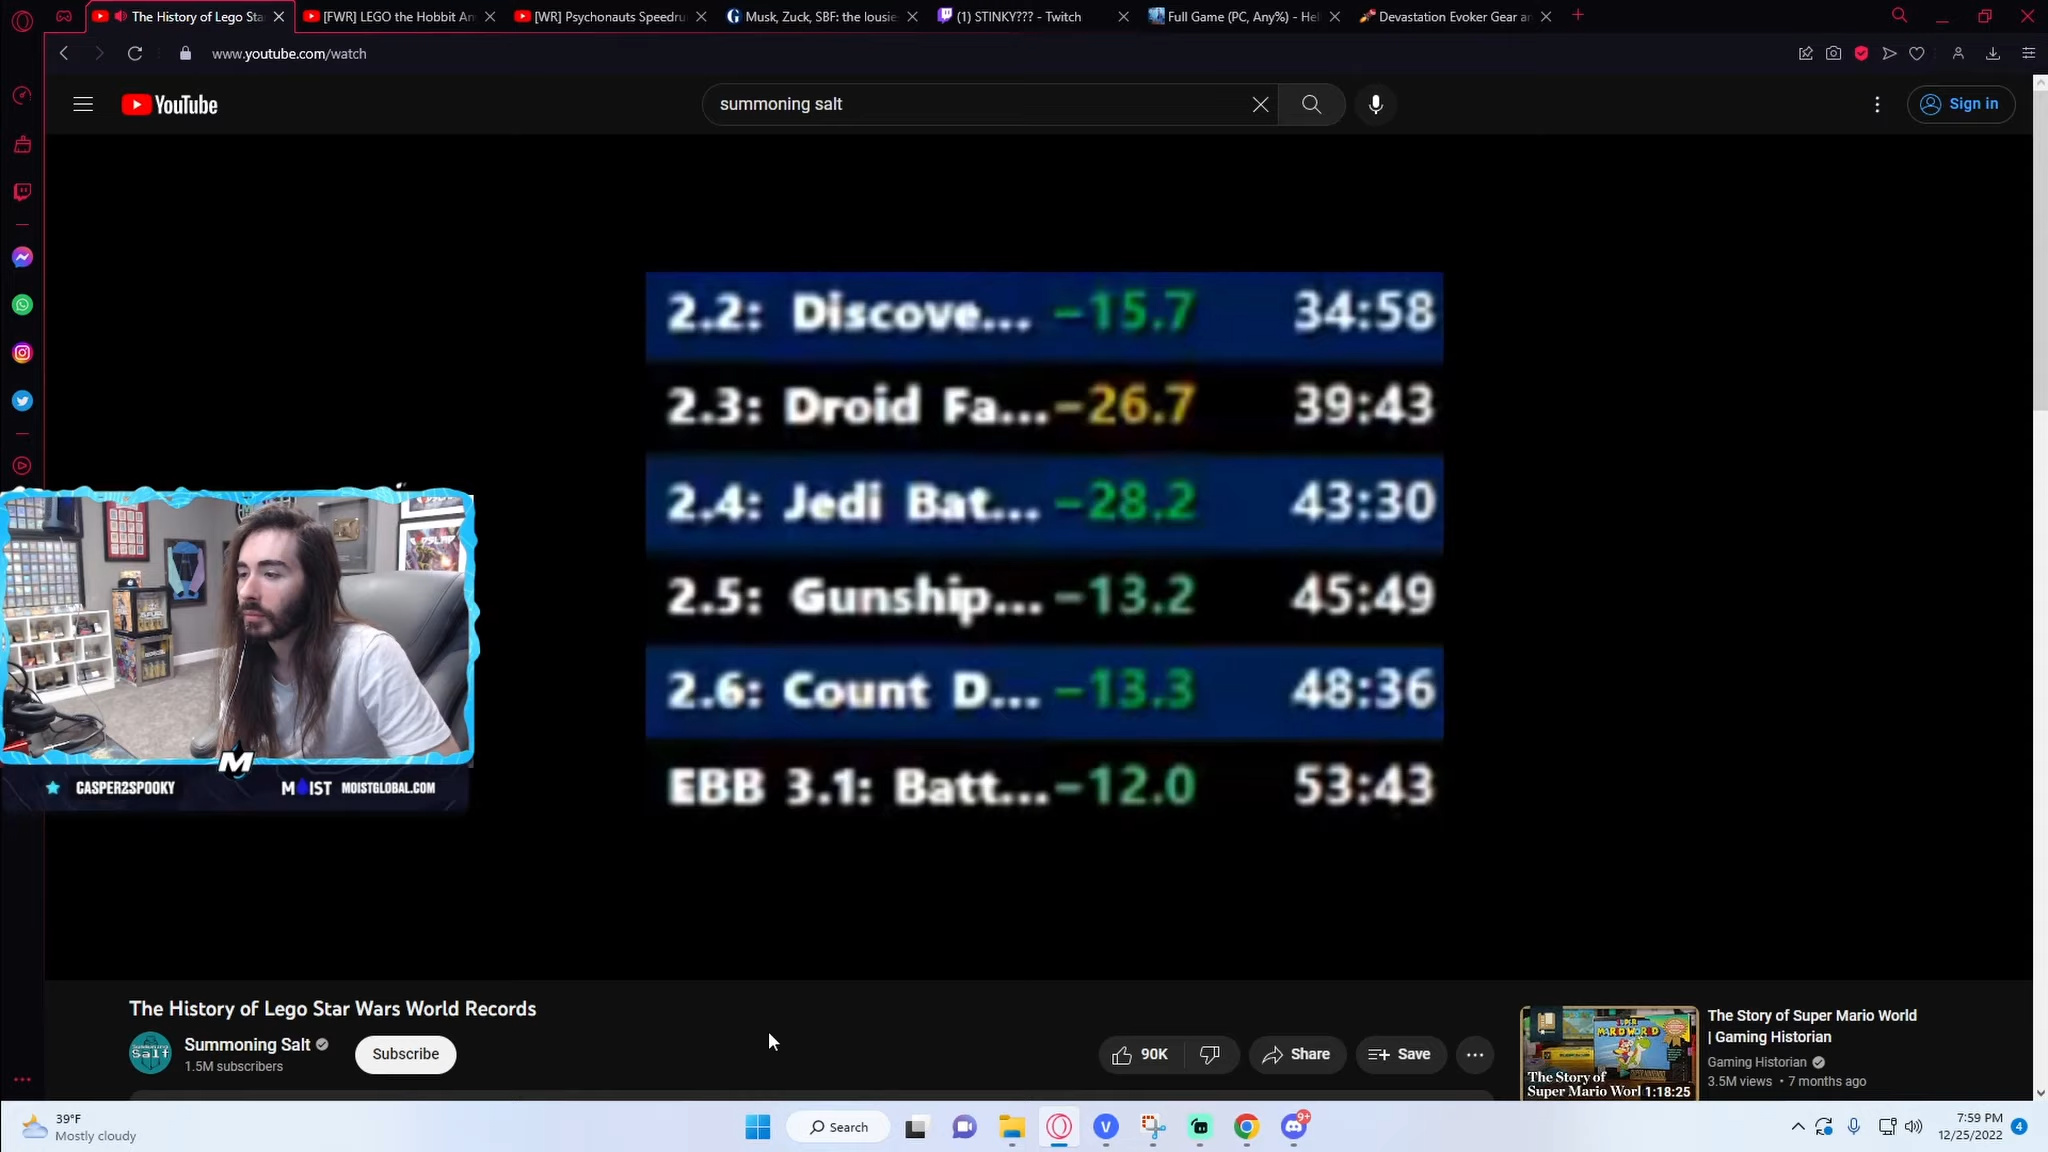 The History of Lego Sta
[FWR] LEGO the Hobbit An
[WR] Psychonauts Speedru
Musk, Zuck, SBF: the lousie
(1) STINKY??? - Twitch
Full Game (PC, Any%) - Hel
Devastation Evoker Gear an
www.youtube.com/watch
YouTube
summoning salt
Sign in
2.2: Discove... -15.7 34:58
2.3: Droid Fa... -26.7 39:43
2.4: Jedi Bat... -28.2 43:30
2.5: Gunship... -13.2 45:49
2.6: Count D... -13.3 48:36
EBB 3.1: Batt... -12.0 53:43
M
CASPER2SPOOKY
MOIST MOISTGLOBAL.COM
The History of Lego Star Wars World Records
Summoning Salt
Summoning Salt
1.5M subscribers
Subscribe
90K
Share
Save
The Story of
Super Mario Worl
1:18:25
The Story of Super Mario World
| Gaming Historian
Gaming Historian
3.5M views • 7 months ago
39°F
Mostly cloudy
Search
9+
7:59 PM
12/25/2022
4